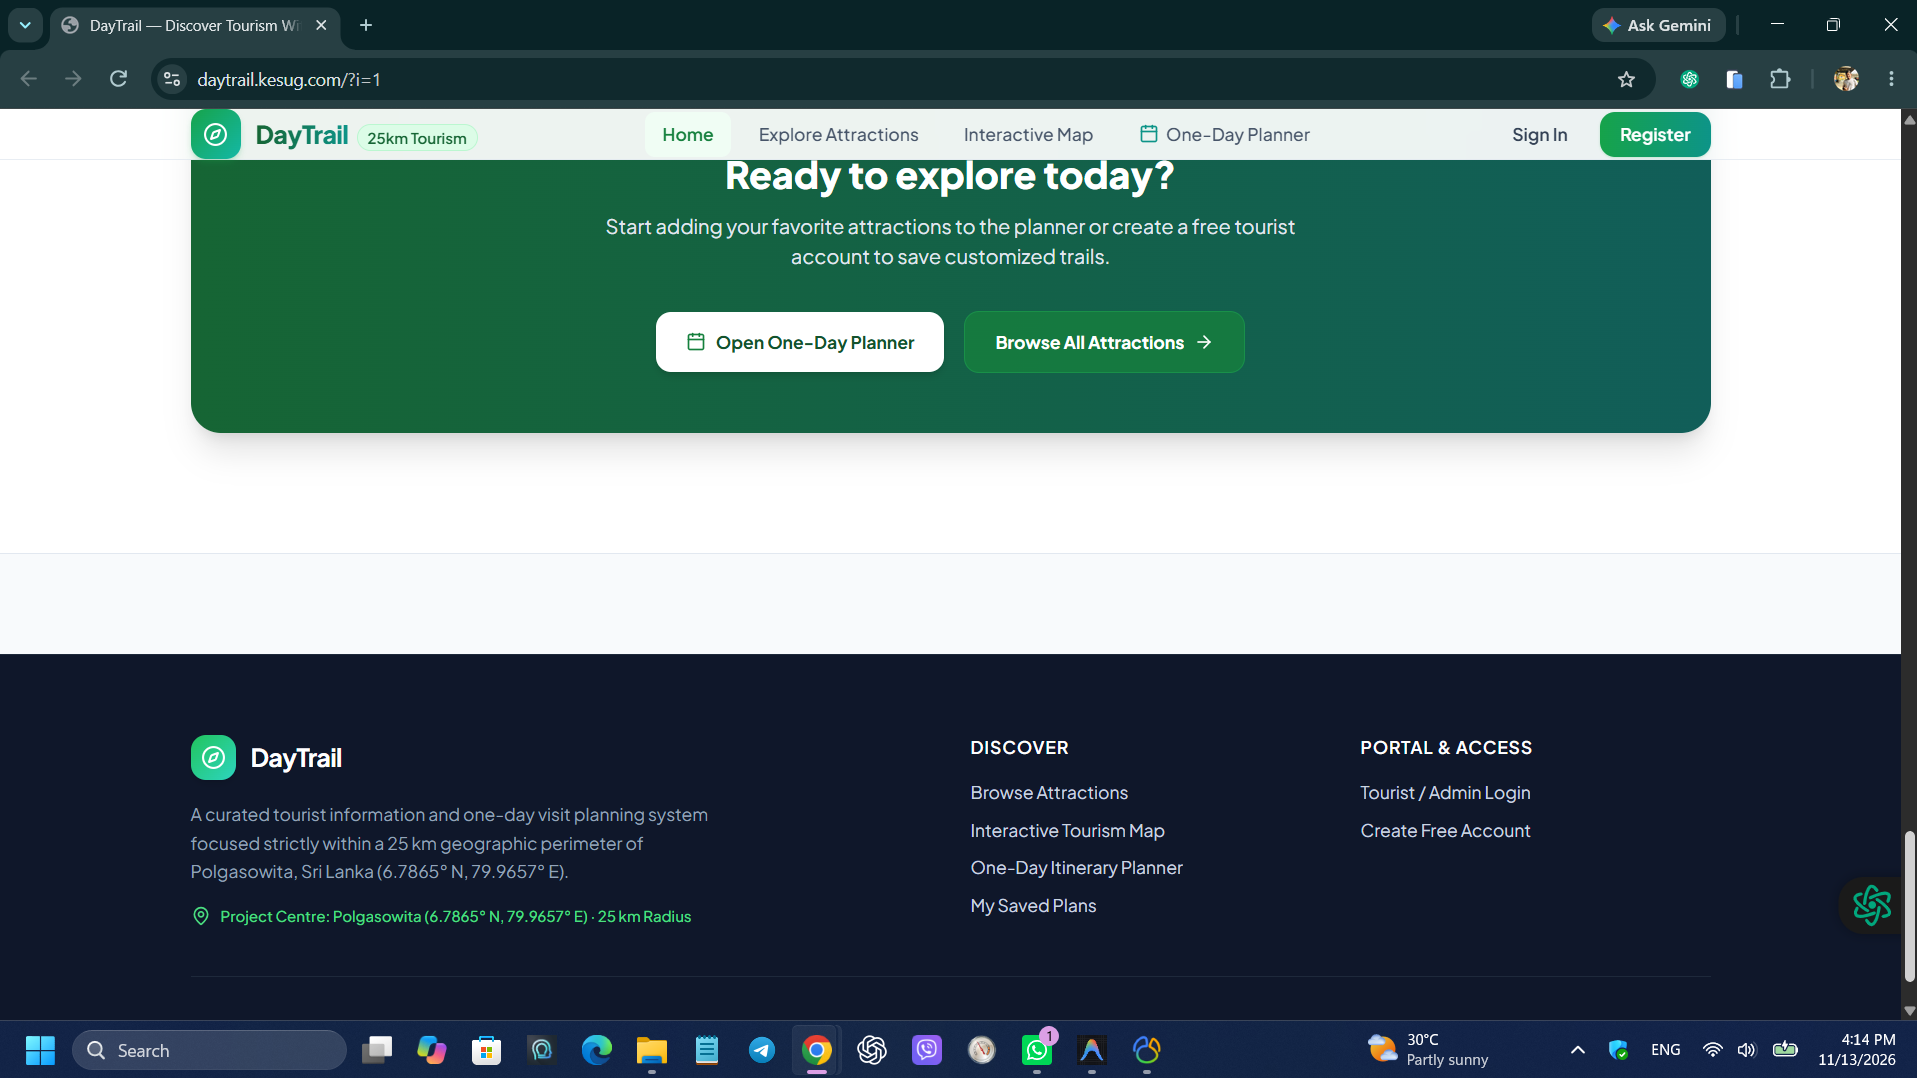 DayTrail — Discover Tourism Wi
Ask Gemini
daytrail.kesug.com/?i=1
DayTrail 25km Tourism
Home
Explore Attractions
Interactive Map
One-Day Planner
Sign In
Register
Ready to explore today?
Start adding your favorite attractions to the planner or create a free tourist
account to save customized trails.
Open One-Day Planner
Browse All Attractions
DayTrail
A curated tourist information and one-day visit planning system
focused strictly within a 25 km geographic perimeter of
Polgasowita, Sri Lanka (6.7865° N, 79.9657° E).
Project Centre: Polgasowita (6.7865° N, 79.9657° E) · 25 km Radius
DISCOVER
Browse Attractions
Interactive Tourism Map
One-Day Itinerary Planner
My Saved Plans
PORTAL & ACCESS
Tourist / Admin Login
Create Free Account
Search
1
30°C
Partly sunny
ENG
4:14 PM
11/13/2026